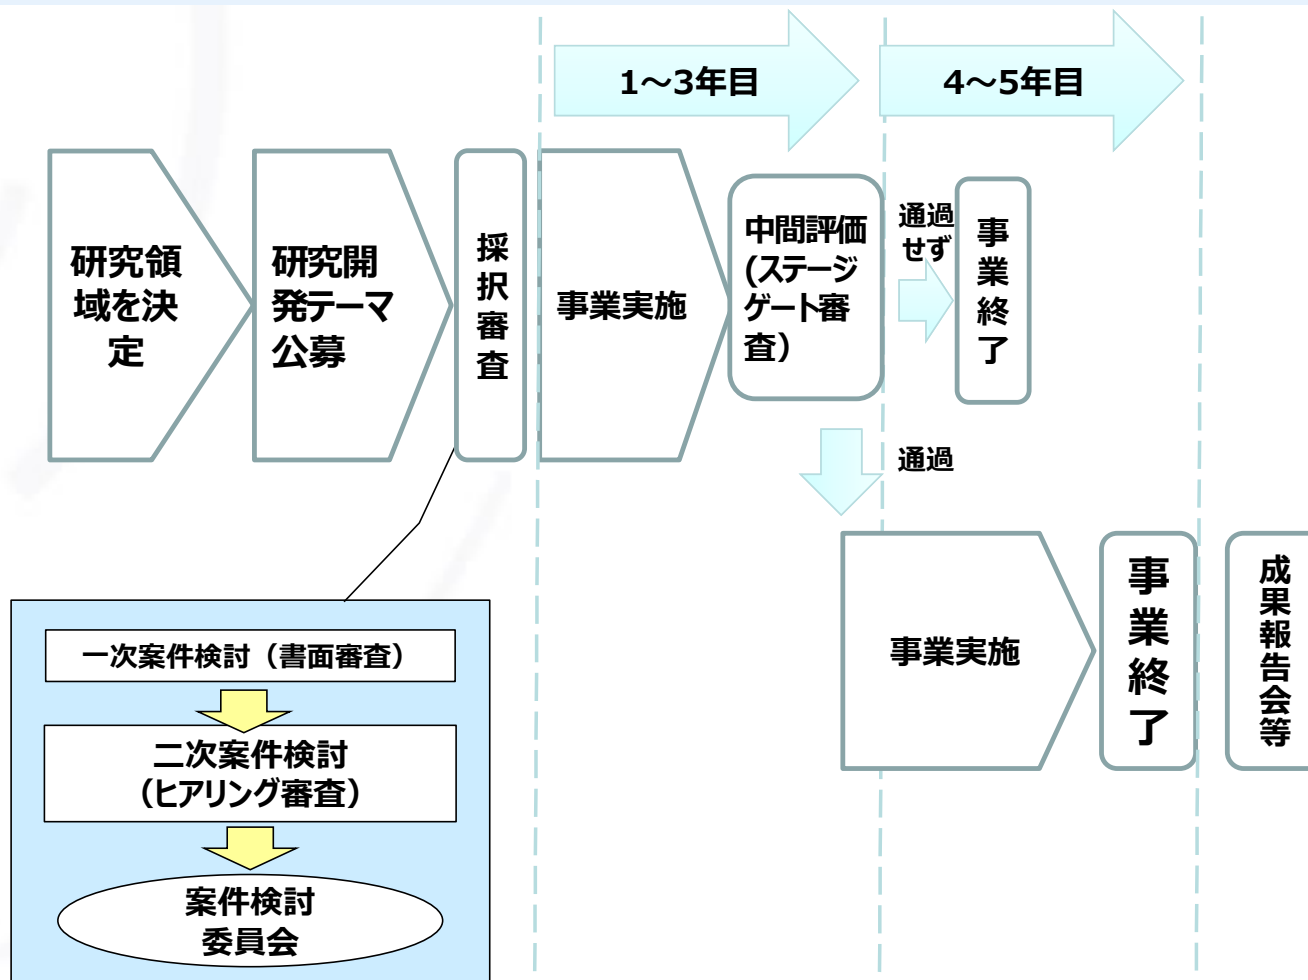 1～3年目
4～5年目
研究領
域を決
定
研究開
発テーマ
公募
採択審査
事業実施
中間評価
(ステージ
ゲート審
査）
通過
せず
事業終了
通過
事業実施
事業終了
成果報告会等
一次案件検討（書面審査）
二次案件検討
（ヒアリング審査）
案件検討
委員会